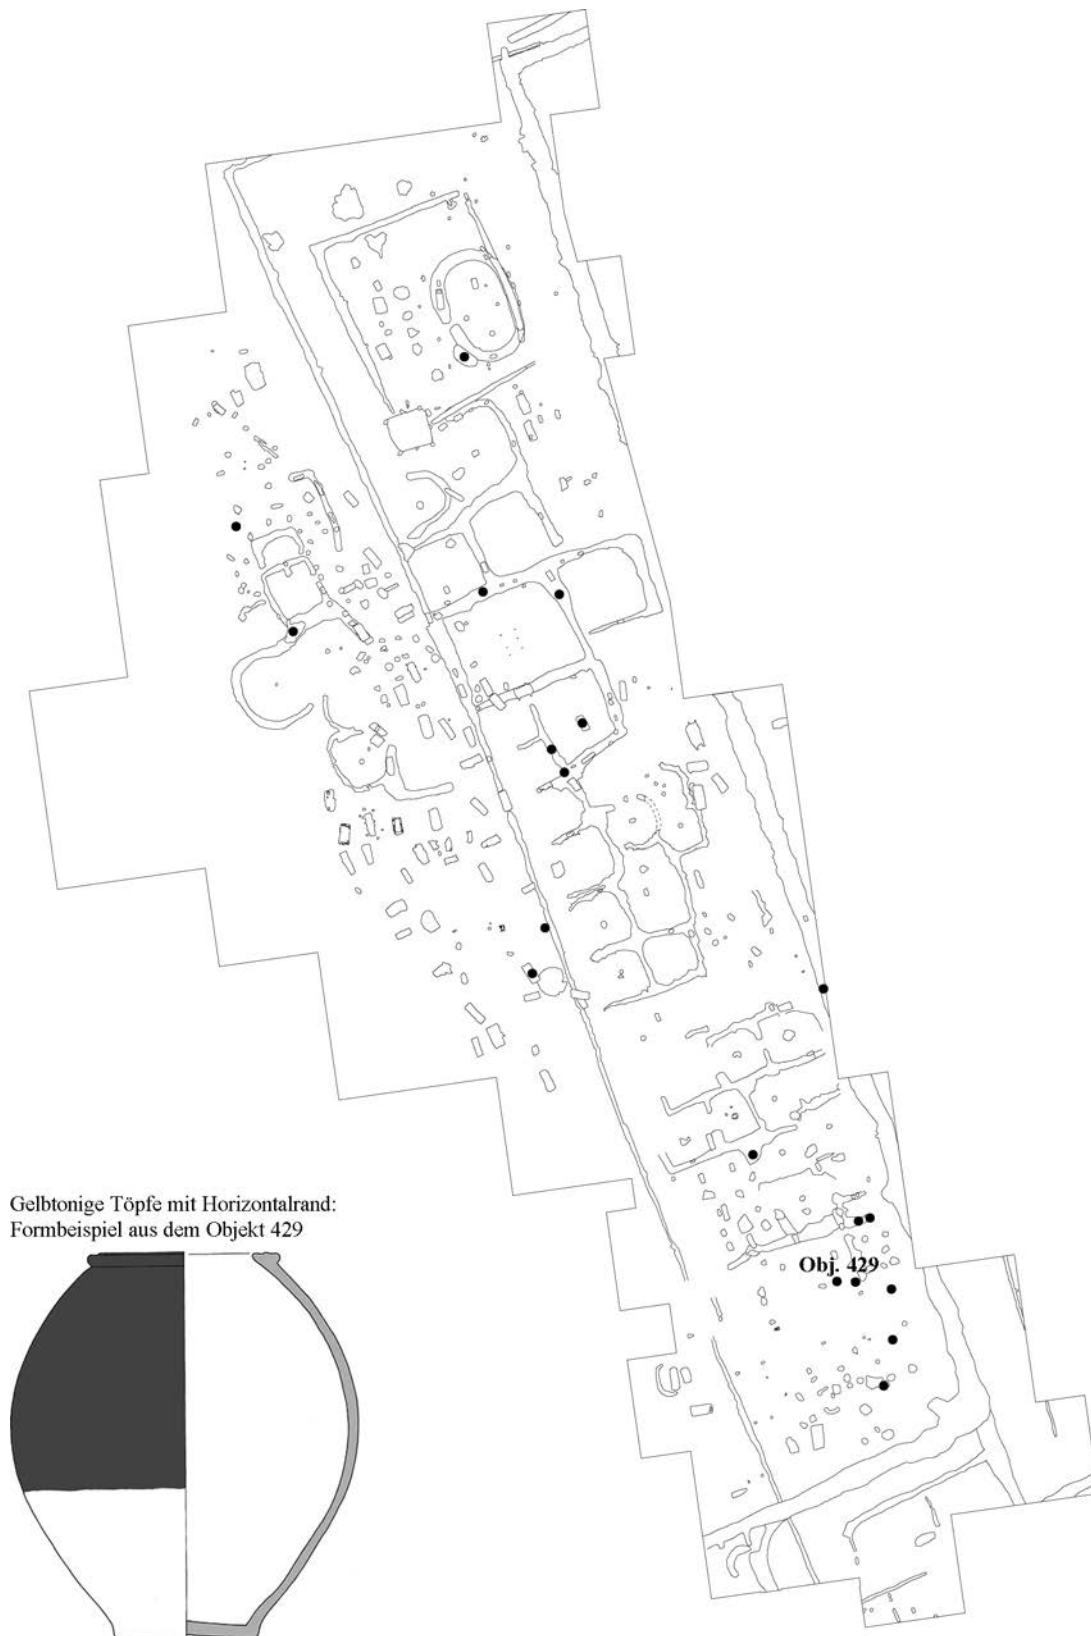 Gelbtonige Töpfe mit Horizontalrand:
Formbeispiel aus dem Objekt 429
Obj. 429